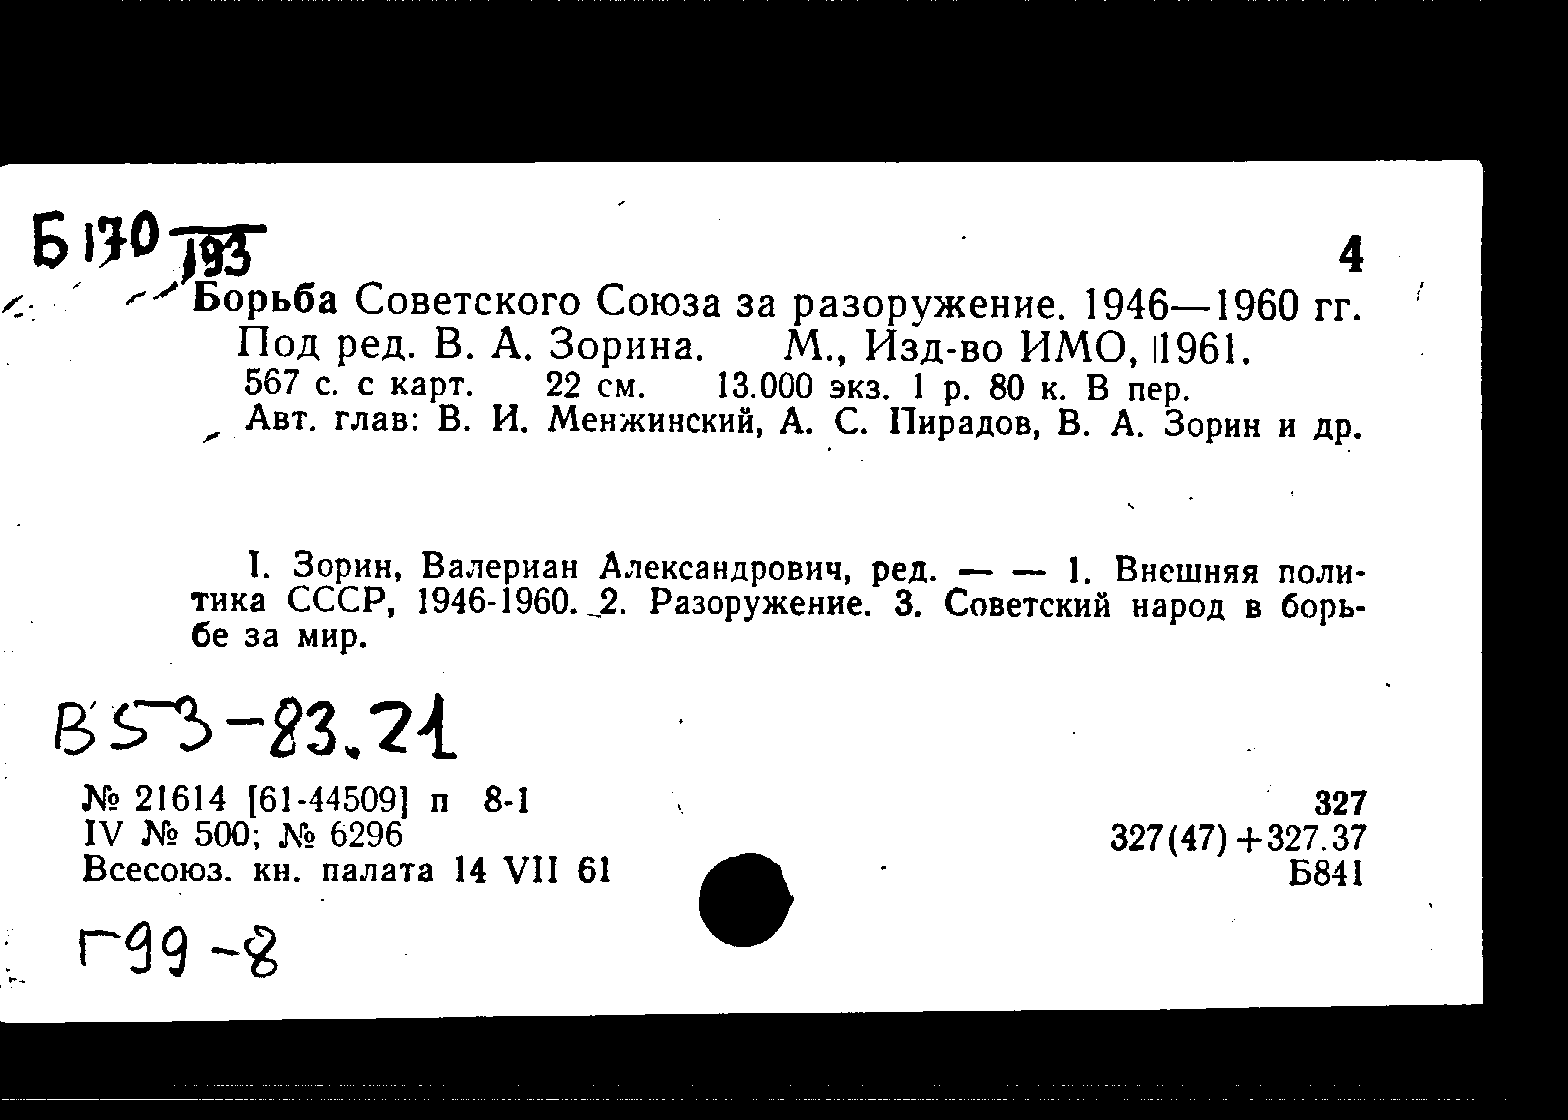 Б 170/193
4
Борьба Советского Союза за разоружение. 1946—1960 гг.
Под ред. В. А. Зорина. М., Изд-во ИМО, 1961.
567 с. с карт. 22 см. 13.000 экз. 1 р. 80 к. В пер.
Авт. глав: В. И. Менжинский, А. С. Пирадов, В. А. Зорин и др.
I. Зорин, Валериан Александрович, ред. — — 1. Внешняя поли-
тика СССР, 1946-1960. 2. Разоружение. 3. Советский народ в борь-
бе за мир.
В53-83.21
№ 21614 [61-44509] п 8-1
327
IV № 500; № 6296
327(47)+327.37
Всесоюз. кн. палата 14 VII 61
Б841
Г99-8